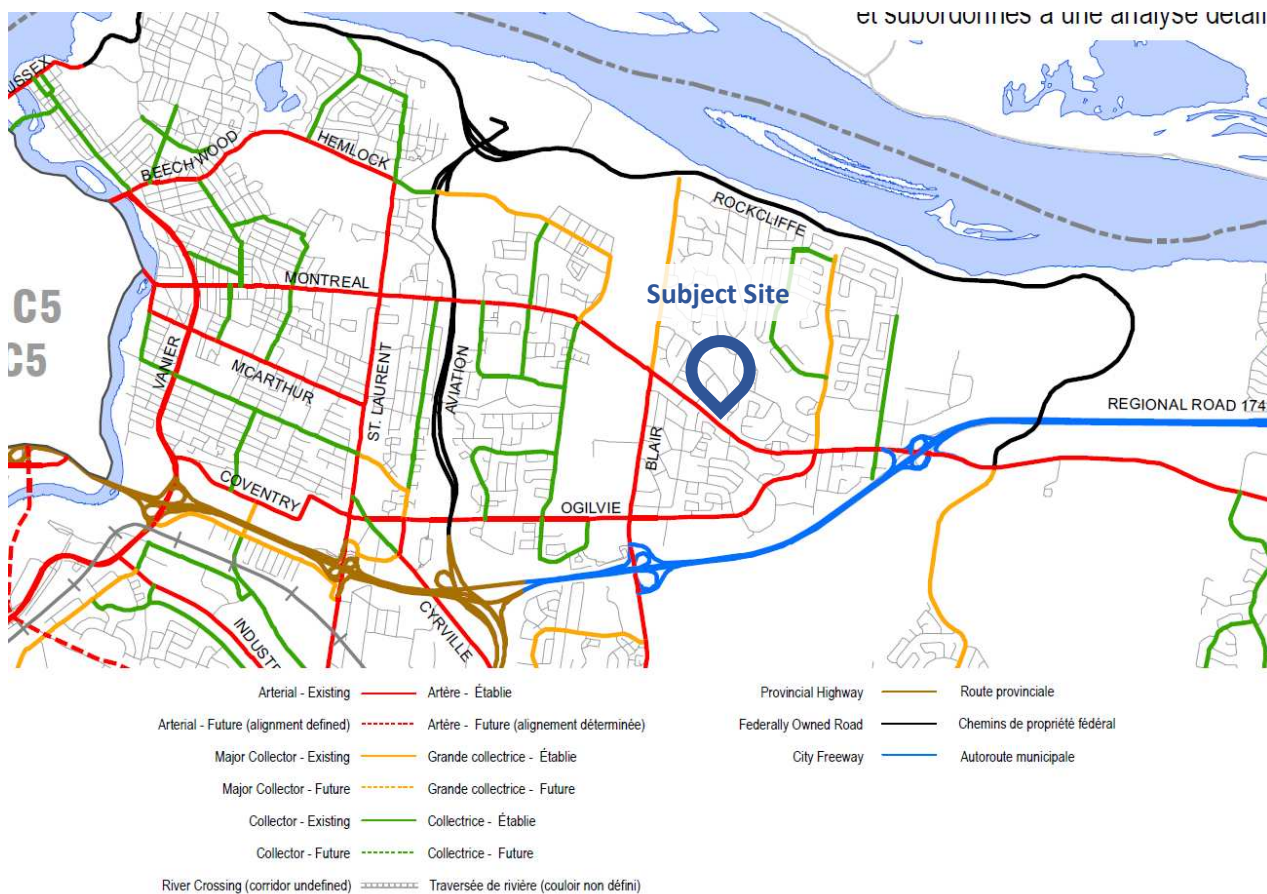 et subordonnés à une analyse détail
USSEX
BEECHWOOD
HEMLOCK
ROCKCLIFFE
MONTREAL
Subject Site
C5
C5
VANIER
MCARTHUR
ST. LAURENT
AVIATION
BLAIR
REGIONAL ROAD 174
COVENTRY
OGILVIE
CYRVILLE
INDUSTR
Arterial - Existing Artère - Établie
Arterial - Future (alignment defined) Artère - Future (alignement déterminée)
Major Collector - Existing Grande collectrice - Établie
Major Collector - Future Grande collectrice - Future
Collector - Existing Collectrice - Établie
Collector - Future Collectrice - Future
River Crossing (corridor undefined) Traversée de rivière (couloir non défini)
Provincial Highway Route provinciale
Federally Owned Road Chemins de propriété fédéral
City Freeway Autoroute municipale